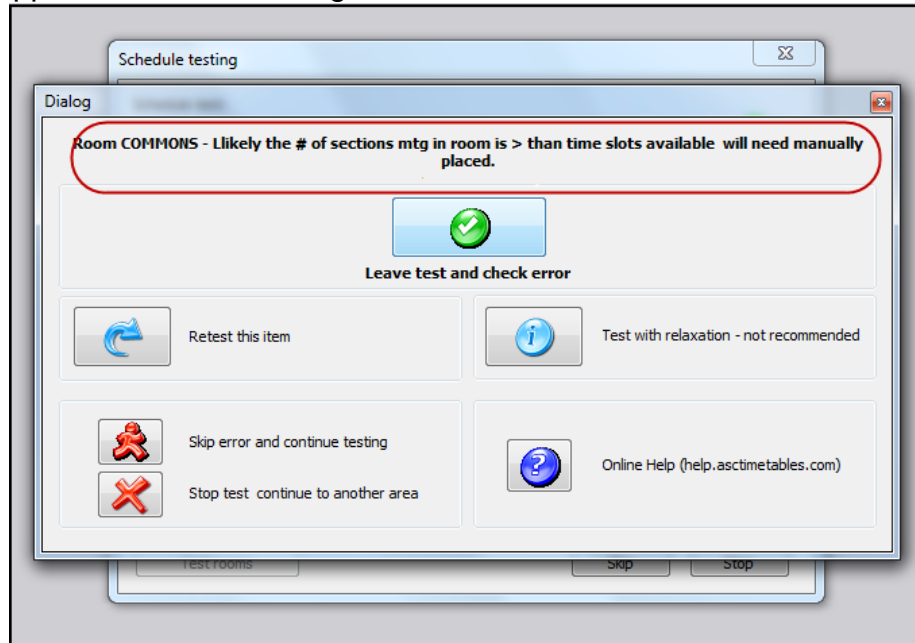 Schedule testing
Dialog
Room COMMONS - Llikely the # of sections mtg in room is > than time slots available will need manually
placed.
Leave test and check error
Retest this item
Test with relaxation - not recommended
Skip error and continue testing
Online Help (help.asctimetables.com)
Stop test continue to another area
Test rooms
Skip
Stop